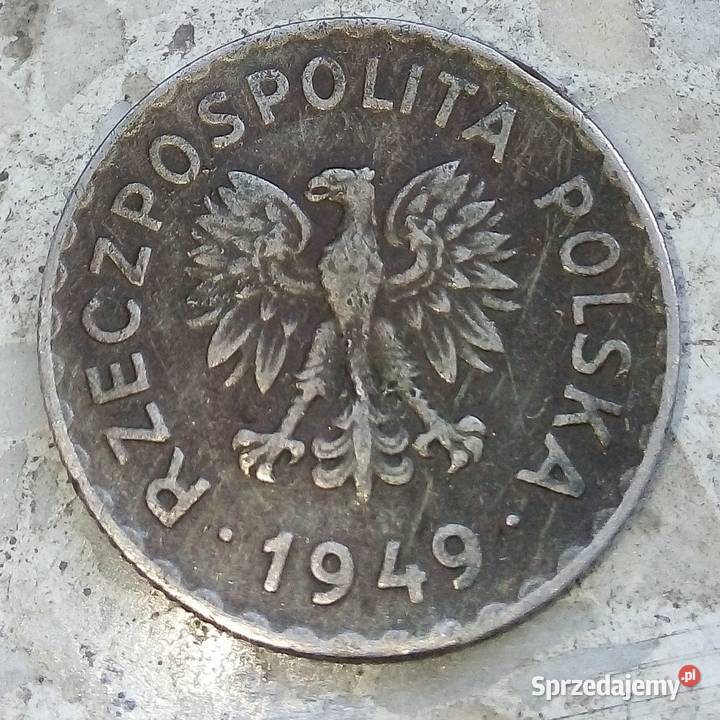 RZECZPOSPOLITA POLSKA
· 1949 ·
Sprzedajemy.pl